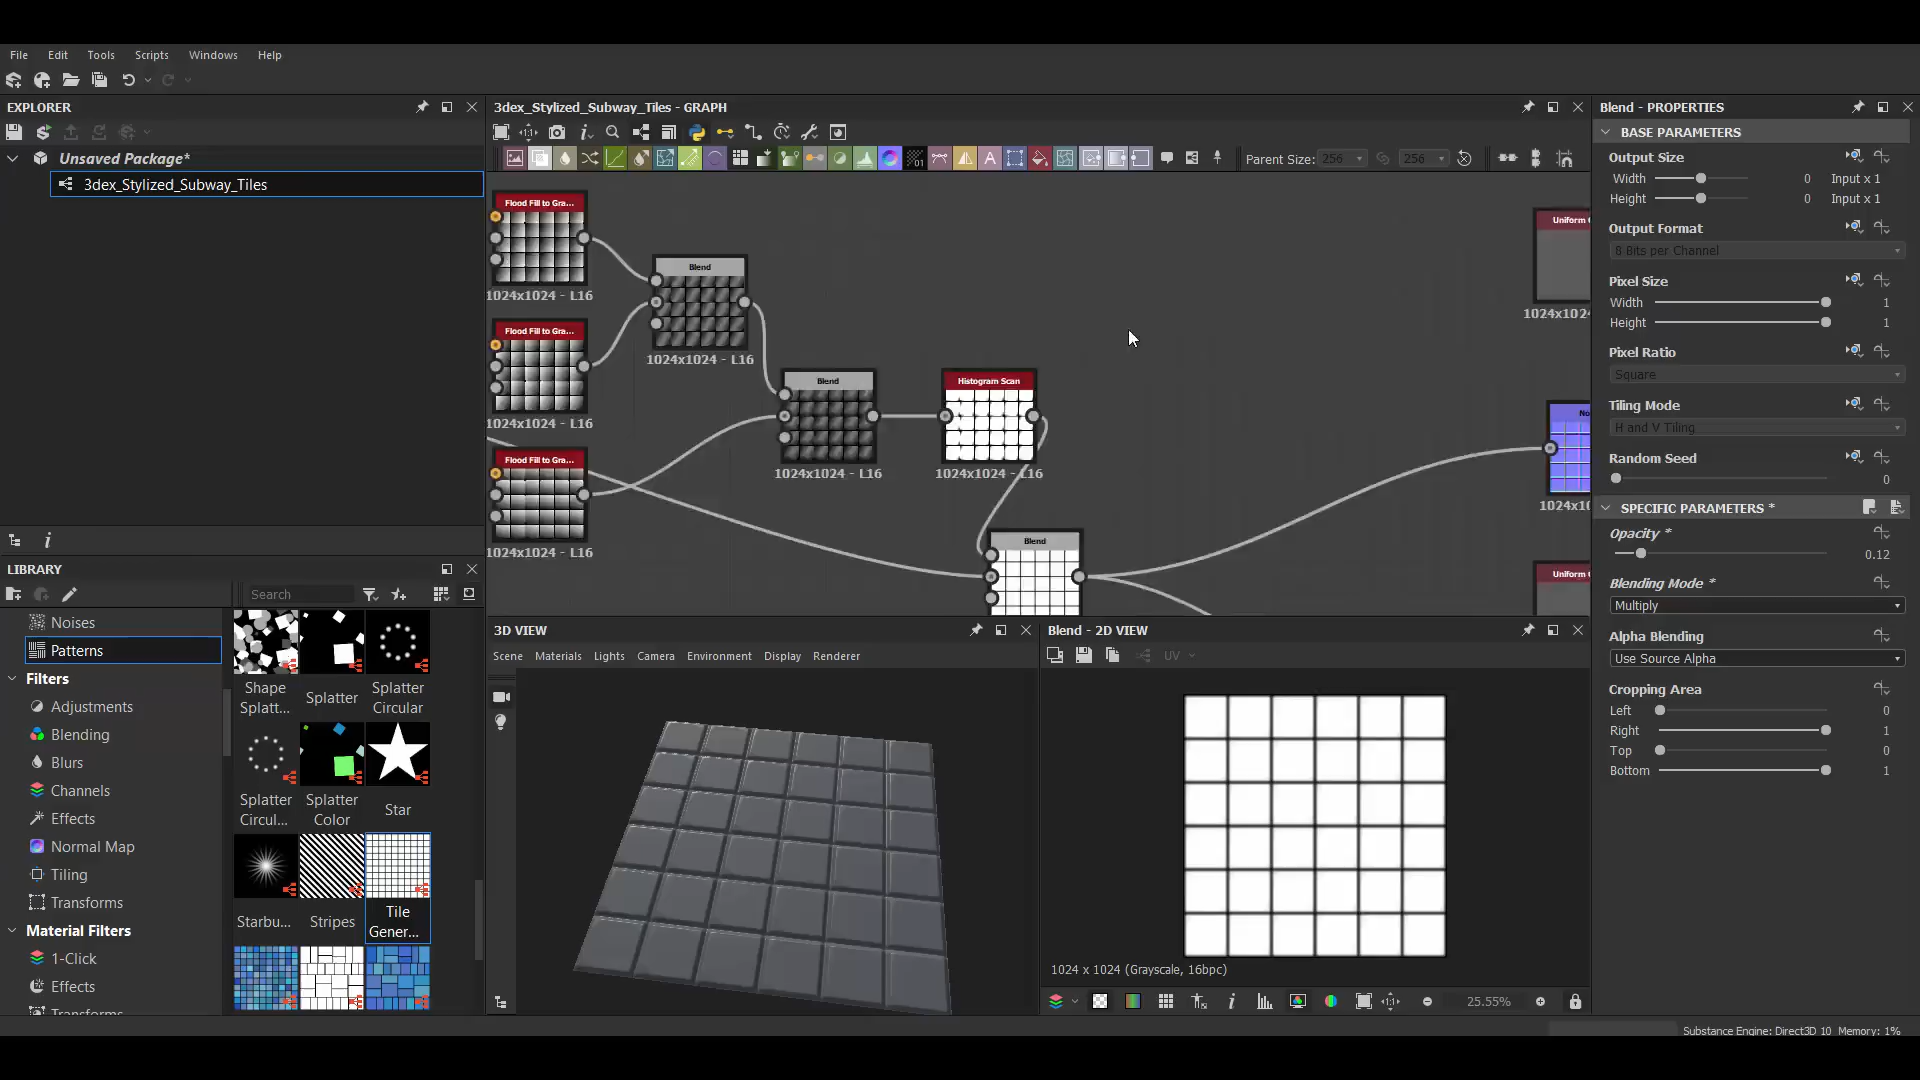 File Edit Tools Scripts Windows Help
EXPLORER
Unsaved Package*
3dex_Stylized_Subway_Tiles
3dex_Stylized_Subway_Tiles - GRAPH
Parent Size: 256 256
Flood Fill to Gra...
1024x1024 - L16
Blend
1024x1024 - L16
Flood Fill to Gra...
1024x1024 - L16
Blend
1024x1024 - L16
Histogram Scan
1024x1024 - L16
Flood Fill to Gra...
1024x1024 - L16
Blend
Uniform
1024x1024
No
1024x10
Uniform
Blend - PROPERTIES
BASE PARAMETERS
Output Size
Width 0 Input x 1
Height 0 Input x 1
Output Format
8 Bits per Channel
Pixel Size
Width 1
Height 1
Pixel Ratio
Square
Tiling Mode
H and V Tiling
Random Seed
0
SPECIFIC PARAMETERS *
Opacity *
0.12
Blending Mode *
Multiply
Alpha Blending
Use Source Alpha
Cropping Area
Left 0
Right 1
Top 0
Bottom 1
LIBRARY
Search
Noises
Patterns
Filters
Adjustments
Blending
Blurs
Channels
Effects
Normal Map
Tiling
Transforms
Material Filters
1-Click
Effects
Transforms
Shape Splatt...
Splatter
Splatter Circular
Splatter Circul...
Splatter Color
Star
Starbu...
Stripes
Tile Gener...
3D VIEW
Scene Materials Lights Camera Environment Display Renderer
Blend - 2D VIEW
UV
1024 x 1024 (Grayscale, 16bpc)
25.55%
Substance Engine: Direct3D 10 Memory: 1%